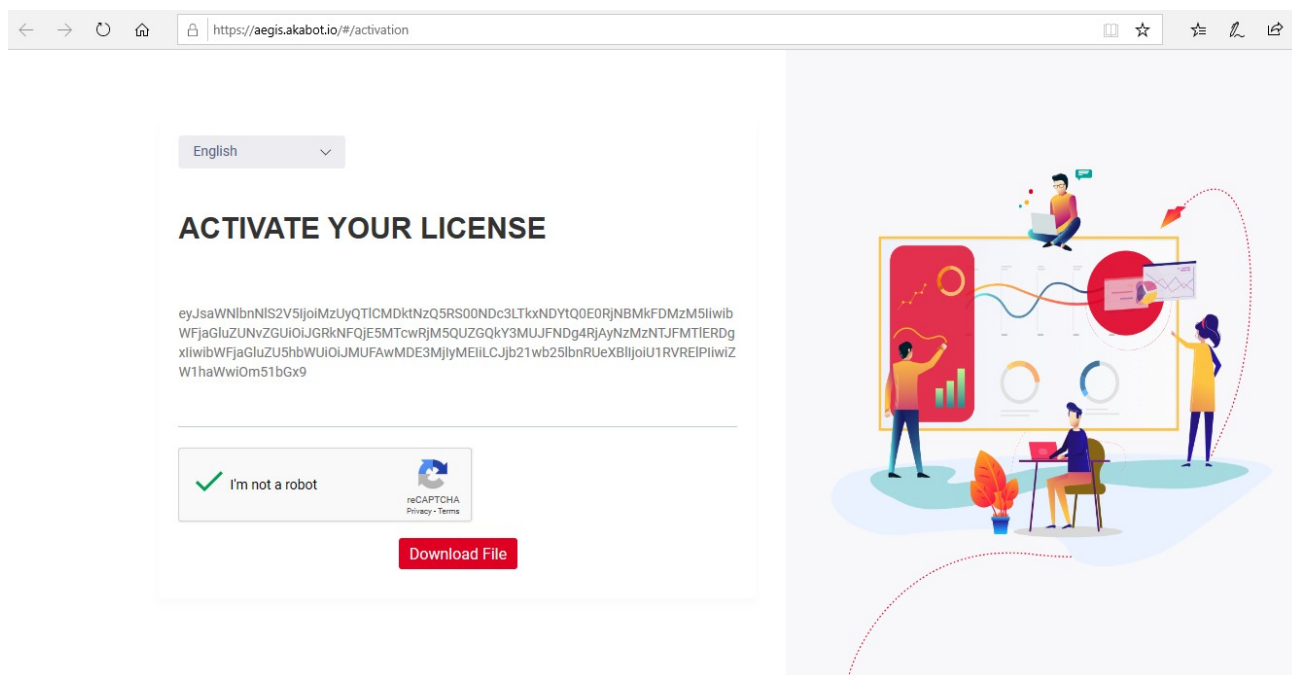 https://aegis.akabot.io/#/activation
English
ACTIVATE YOUR LICENSE
eyJsaWNlbnNlS2V5IjoiMzUyQTlCMDktNzQ5RS00NDc3LTkxNDYtQ0E0RjNBMkFDMzM5Iiwib
WFjaGluZUNvZGUiOiJGRkNFQjE5MTcwRjM5QUZGQkY3MUJFNDg4RjAyNzMzNTJFMTlERDg
xIiwibWFjaGluZU5hbWUiOiJMUFAwMDE3MjIyMEIiLCJjb21wb25lbnRUeXBlIjoiU1RVRElPIiwiZ
W1haWwiOm51bGx9
I'm not a robot
reCAPTCHA
Privacy - Terms
Download File